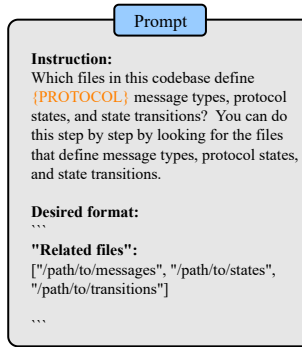 Prompt
Instruction:
Which files in this codebase define
{PROTOCOL} message types, protocol
states, and state transitions? You can do
this step by step by looking for the files
that define message types, protocol states,
and state transitions.
Desired format:
```
"Related files":
["/path/to/messages", "/path/to/states",
"/path/to/transitions"]
```